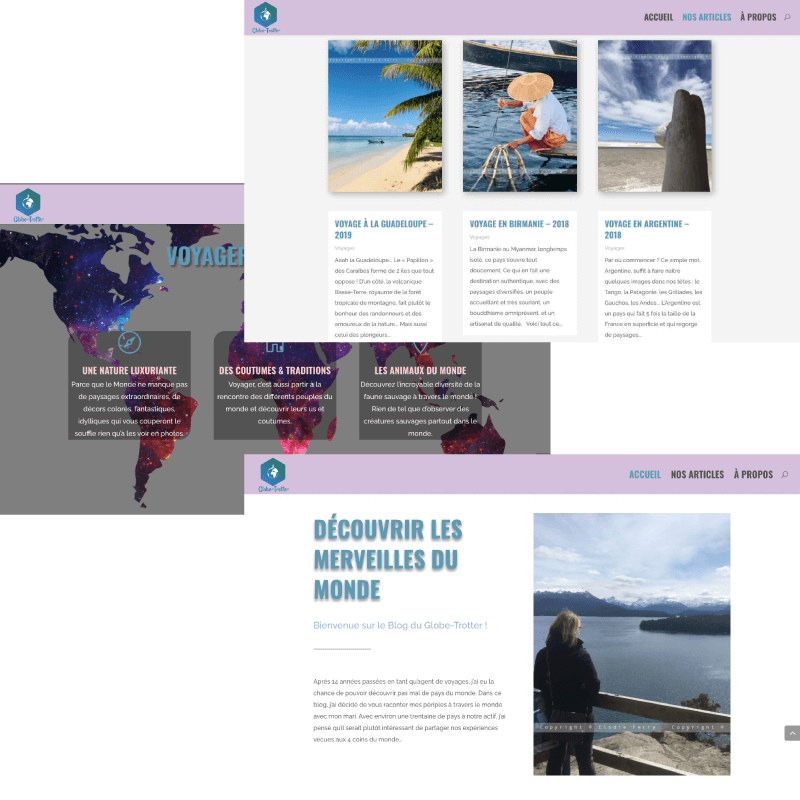 Globe-Trotter
ACCUEIL NOS ARTICLES À PROPOS
VOYAGE À LA GUADELOUPE –
2019
Voyages
Aaah la Guadeloupe... Le « Papillon »
des Caraïbes fermé de 2 îles que tout
oppose ! D'un côté, la volcanique
Basse-Terre, royaume de la forêt
tropicale de montagne, fait plutôt le
bonheur des randonneurs et des
amoureux de la nature... Mais aussi
celui des plongeurs...
VOYAGE EN BIRMANIE – 2018
Voyages
La Birmanie ou Myanmar, longtemps
isolé, ce pays s'ouvre tout
doucement. Ce qui en fait une
destination authentique, avec des
paysages diversifiés, un peuple
accueillant et très souriant, un
bouddhisme omniprésent, et un
artisanat de qualité. Voici tout ce...
VOYAGE EN ARGENTINE –
2018
Voyages
Par où commencer ? Ce simple mot,
Argentine, suffit à faire naître
quelques images dans nos têtes : le
Tango, la Patagonie, les Grillades, les
Gauchos, les Andes... L'Argentine est
un pays qui fait 5 fois la taille de la
France en superficie et qui regorge
de paysages...
Globe-Trotter
VOYAGER
UNE NATURE LUXURIANTE
Parce que le Monde ne manque pas
de paysages extraordinaires, de
décors colorés, fantastiques,
idylliques qui vous couperont le
souffle rien qu'à les voir en photos.
DES COUTUMES & TRADITIONS
Voyager, c'est aussi partir à la
rencontre des différents peuples du
monde et découvrir leurs us et
coutumes.
LES ANIMAUX DU MONDE
Découvrez l'incroyable diversité de la
faune sauvage à travers le monde !
Rien de tel que d'observer des
créatures sauvages partout dans le
monde.
Globe-Trotter
ACCUEIL NOS ARTICLES À PROPOS
DÉCOUVRIR LES
MERVEILLES DU
MONDE
Bienvenue sur le Blog du Globe-Trotter !
Après 14 années passées en tant qu'agent de voyages, j'ai eu la
chance de pouvoir découvrir pas mal de pays du monde. Dans ce
blog, j'ai décidé de vous raconter mes périples à travers le monde
avec mon mari. Avec environ une trentaine de pays à notre actif, j'ai
pensé qu'il serait plutôt intéressant de partager nos expériences
vécues aux 4 coins du monde...
Copyright © Elodie Ferry - Copyright ©